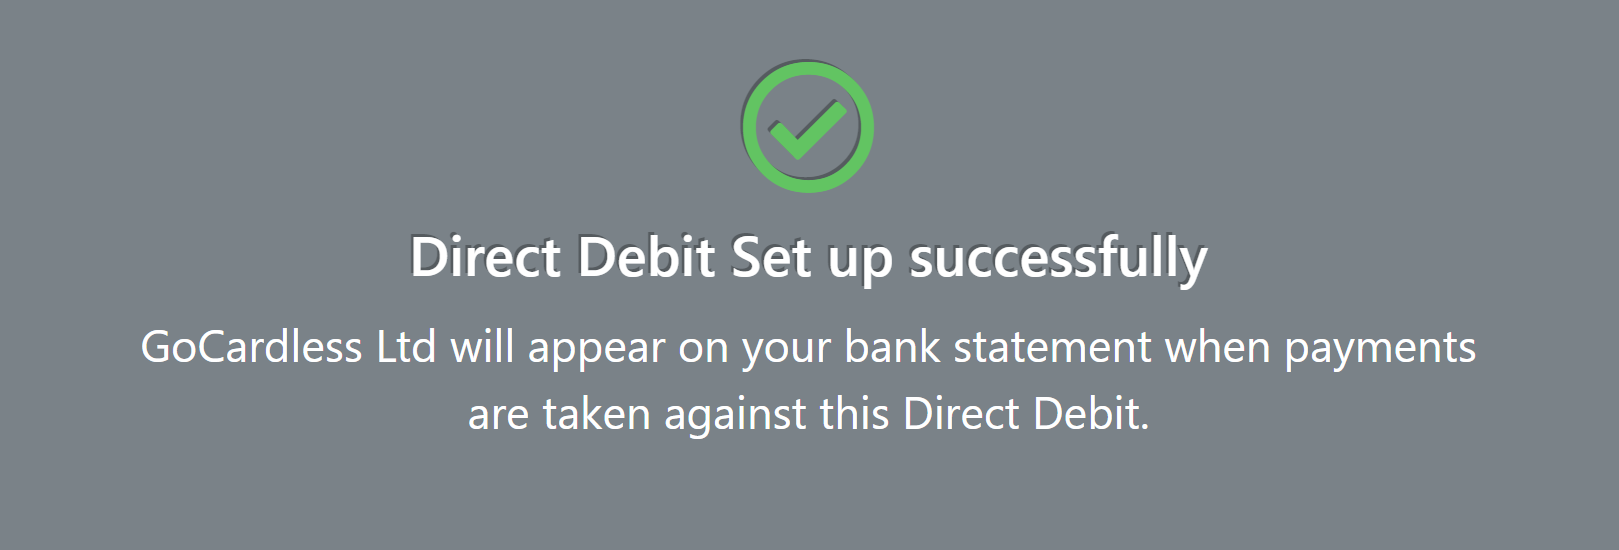 Direct Debit Set up successfully
GoCardless Ltd will appear on your bank statement when payments
are taken against this Direct Debit.